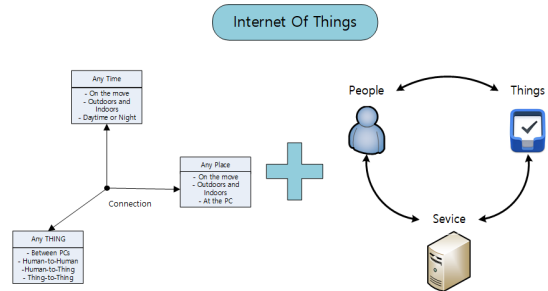 Internet Of Things
Any Time
- On the move
- Outdoors and
Indoors
- Daytime or Night
Any Place
- On the move
- Outdoors and
Indoors
- At the PC
Connection
Any THING
- Between PCs
- Human-to-Human
-Human-to-Thing
- Thing-to-Thing
People
Things
Sevice